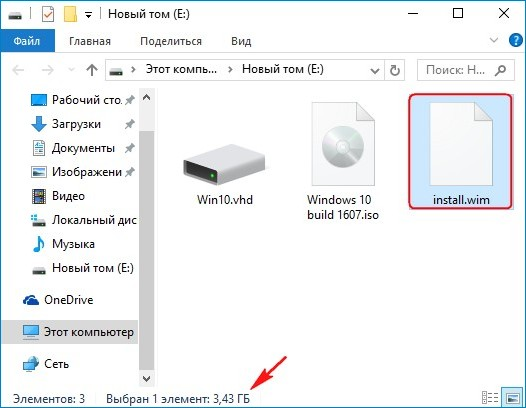 Новый том (E:)
Файл Главная Поделиться Вид
Этот компь... Новый том (E:) Поиск: Н...
Рабочий сто.
Загрузки
Документы
Изображени
Видео
Локальный дис
Музыка
Новый том (E:)
OneDrive
Этот компьютер
Сеть
Win10.vhd
Windows 10
build 1607.iso
install.wim
Элементов: 3 Выбран 1 элемент: 3,43 ГБ